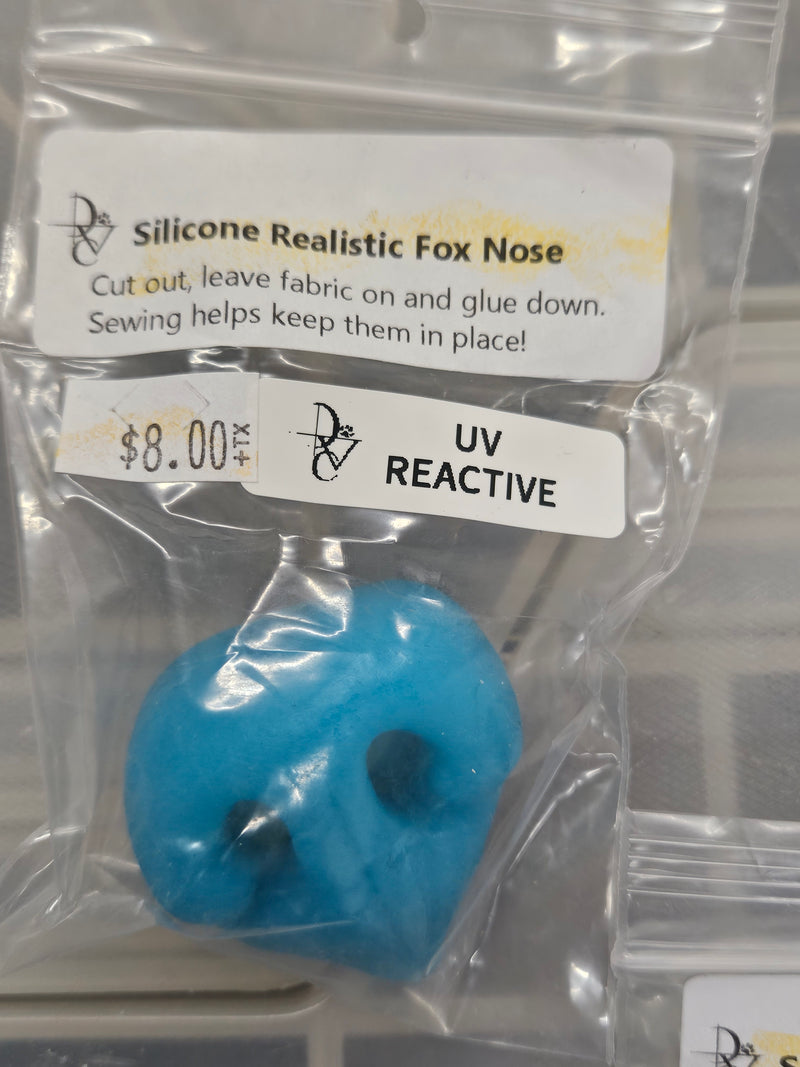 Silicone Realistic Fox Nose
Cut out, leave fabric on and glue down.
Sewing helps keep them in place!
$8.00+TX
UV
REACTIVE